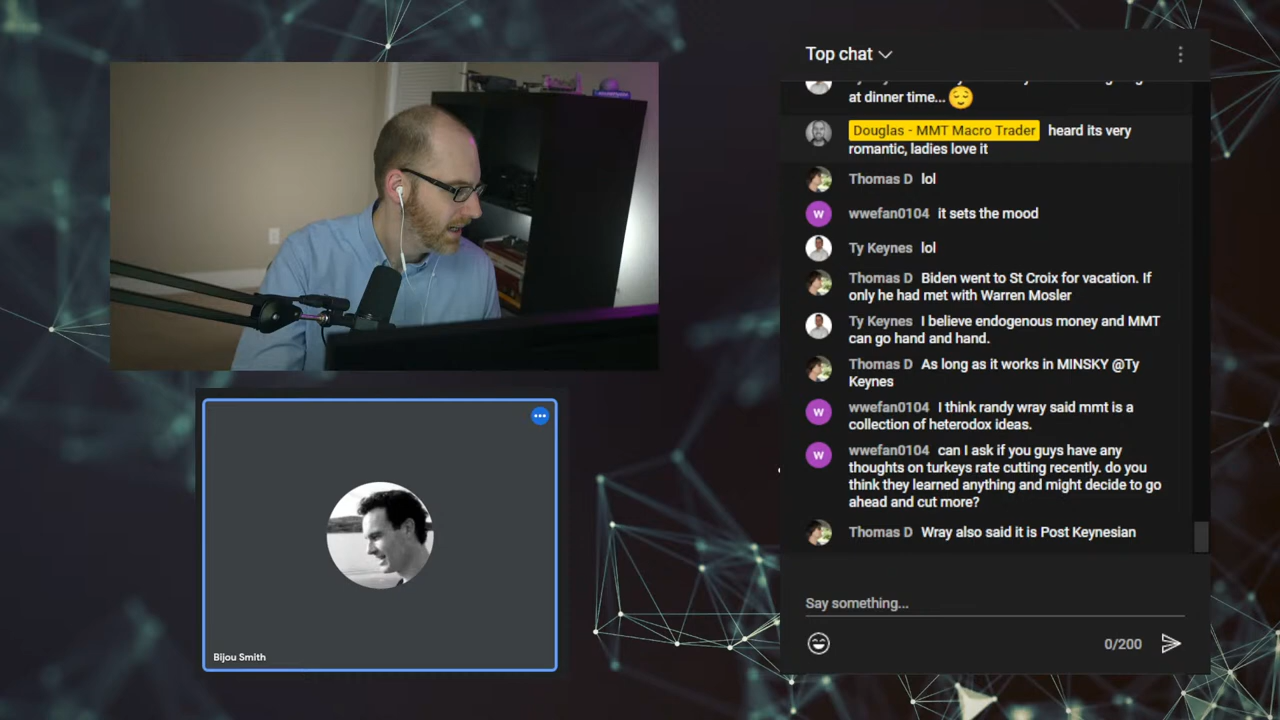 Top chat
at dinner time...
Douglas - MMT Macro Trader heard its very
romantic, ladies love it
Thomas D lol
W
wwefan0104 it sets the mood
Ty Keynes lol
Thomas D Biden went to St Croix for vacation. If
only he had met with Warren Mosler
Ty Keynes I believe endogenous money and MMT
can go hand and hand.
Thomas D As long as it works in MINSKY @Ty
Keynes
W
wwefan0104 I think randy wray said mmt is a
collection of heterodox ideas.
W
wwefan0104 can I ask if you guys have any
thoughts on turkeys rate cutting recently. do you
think they learned anything and might decide to go
ahead and cut more?
Thomas D Wray also said it is Post Keynesian
Say something...
0/200
Bijou Smith